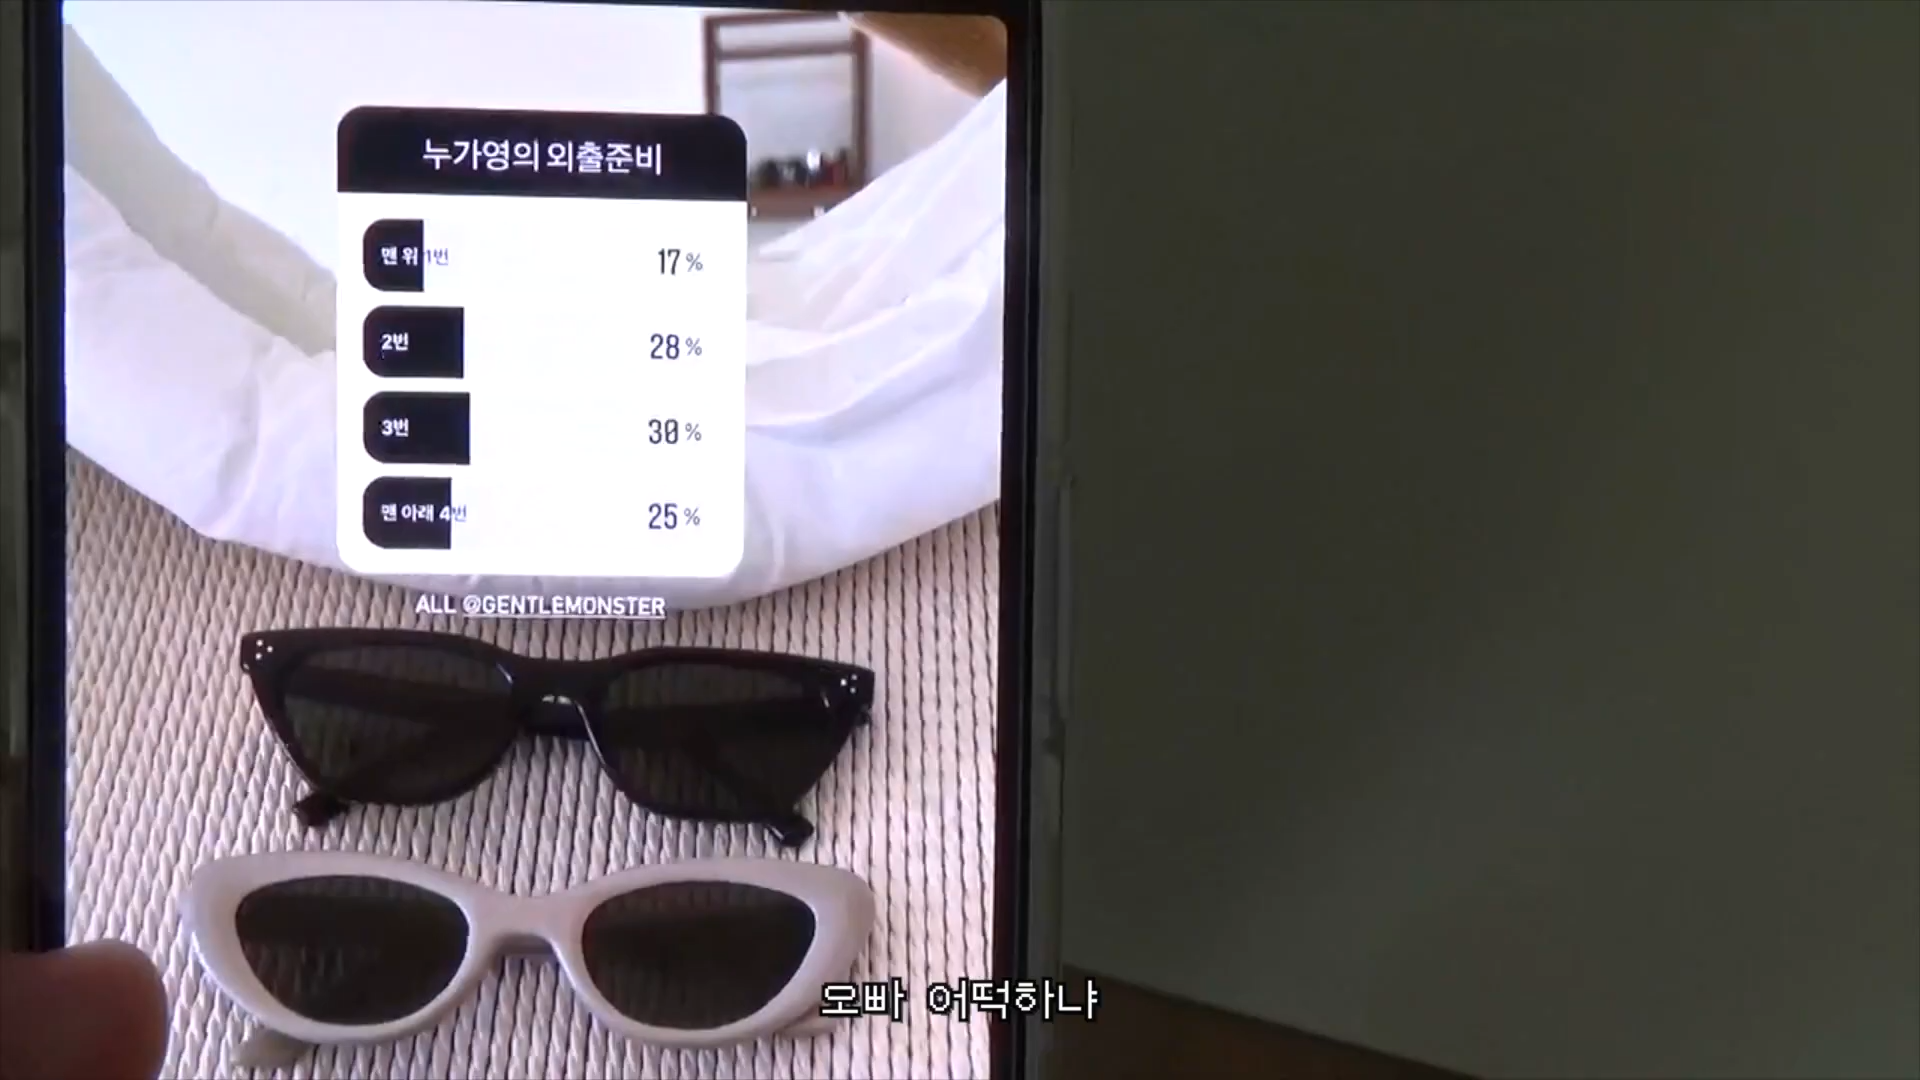 누가영의 외출준비
맨 위 1번
17%
2번
28%
3번
30%
맨 아래 4번
25%
ALL @GENTLEMONSTER
오빠 어떡하냐